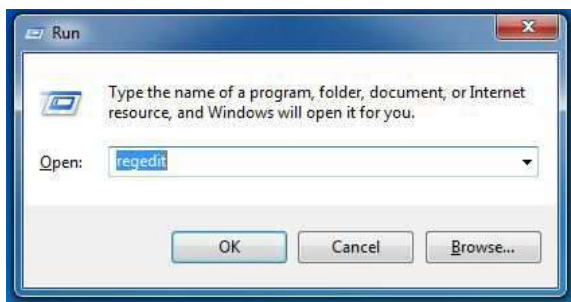 Run
Type the name of a program, folder, document, or Internet
resource, and Windows will open it for you.
Open: regedit
OK Cancel Browse...